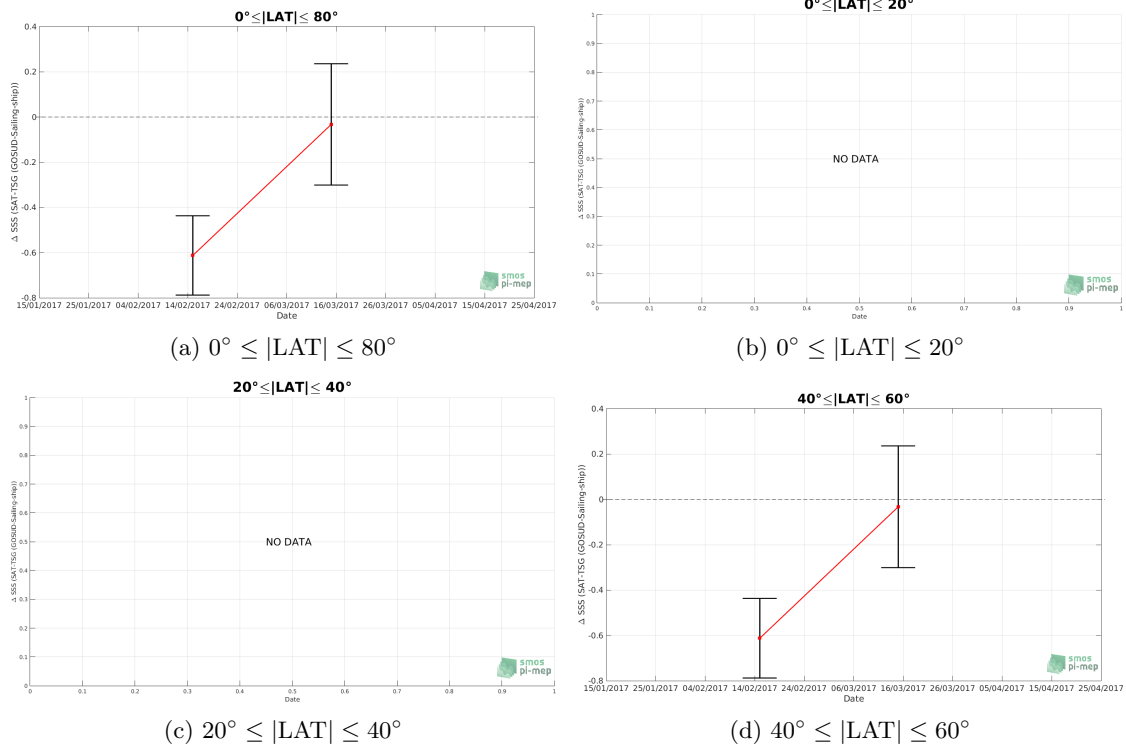 0°≤|LAT|≤ 80°
0.4
0.2
0
-0.2
-0.4
-0.6
-0.8
Δ SSS (SAT-TSG (GOSUD-Sailing-ship))
15/01/2017 25/01/2017 04/02/2017 14/02/2017 24/02/2017 06/03/2017 16/03/2017 26/03/2017 05/04/2017 15/04/2017 25/04/2017
Date
smos
pi-mep
(a) 0° ≤ |LAT| ≤ 80°
0°≤|LAT|≤ 20°
1
0.9
0.8
0.7
0.6
0.5
0.4
0.3
0.2
0.1
0
Δ SSS (SAT-TSG (GOSUD-Sailing-ship))
NO DATA
0 0.1 0.2 0.3 0.4 0.5 0.6 0.7 0.8 0.9 1
Date
smos
pi-mep
(b) 0° ≤ |LAT| ≤ 20°
20°≤|LAT|≤ 40°
1
0.9
0.8
0.7
0.6
0.5
0.4
0.3
0.2
0.1
0
Δ SSS (SAT-TSG (GOSUD-Sailing-ship))
NO DATA
0 0.1 0.2 0.3 0.4 0.5 0.6 0.7 0.8 0.9 1
Date
smos
pi-mep
(c) 20° ≤ |LAT| ≤ 40°
40°≤|LAT|≤ 60°
0.4
0.2
0
-0.2
-0.4
-0.6
-0.8
Δ SSS (SAT-TSG (GOSUD-Sailing-ship))
15/01/2017 25/01/2017 04/02/2017 14/02/2017 24/02/2017 06/03/2017 16/03/2017 26/03/2017 05/04/2017 15/04/2017 25/04/2017
Date
smos
pi-mep
(d) 40° ≤ |LAT| ≤ 60°